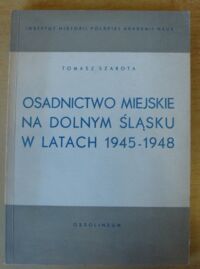 INSTYTUT HISTORII POLSKIEJ AKADEMII NAUK
TOMASZ SZAROTA
OSADNICTWO MIEJSKIE
NA DOLNYM ŚLĄSKU
W LATACH 1945-1948
OSSOLINEUM